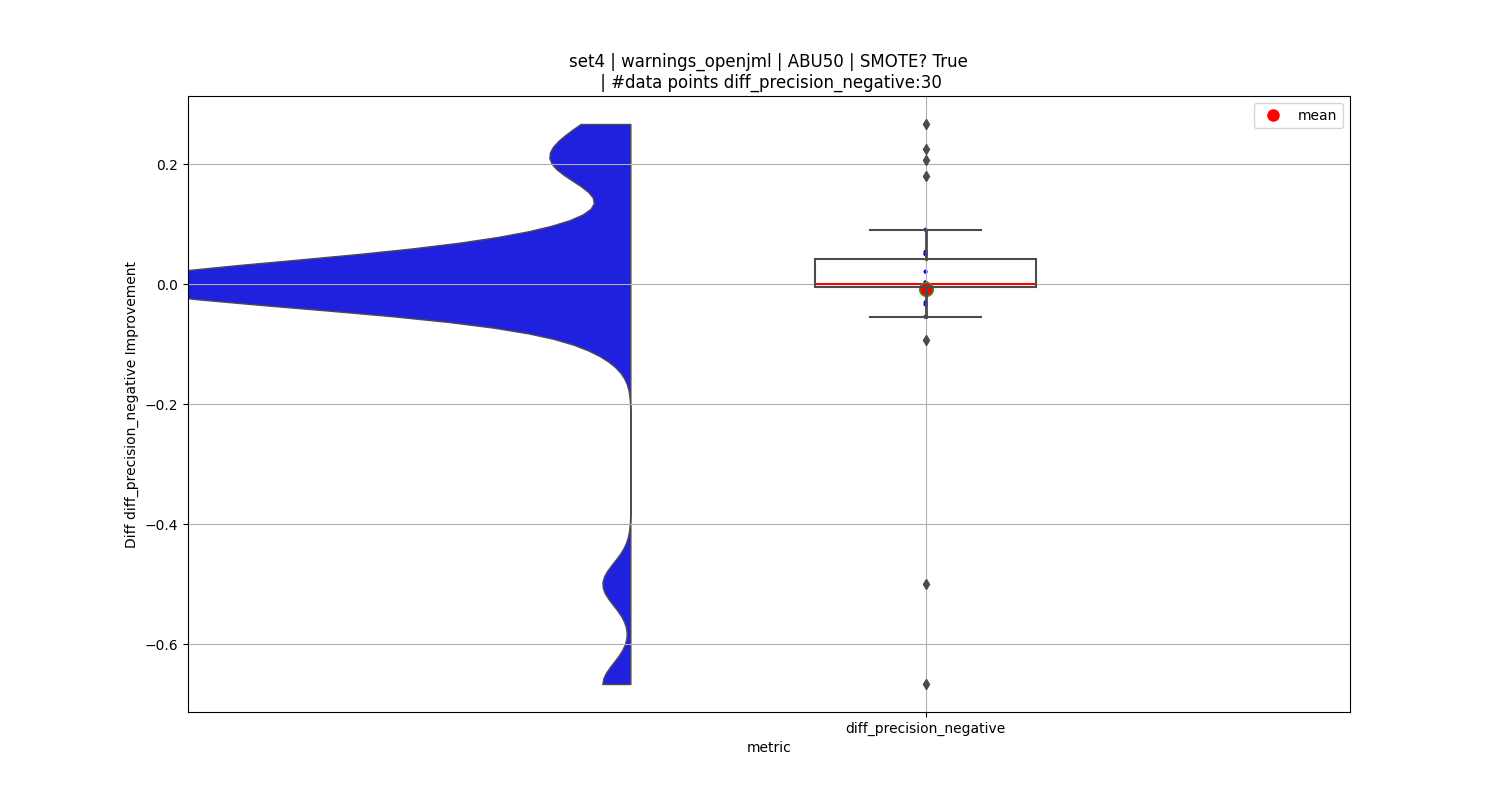 set4 | warnings_openjml | ABU50 | SMOTE? True
| #data points diff_precision_negative:30
mean
Diff diff_precision_negative Improvement
0.2
0.0
−0.2
−0.4
−0.6
diff_precision_negative
metric